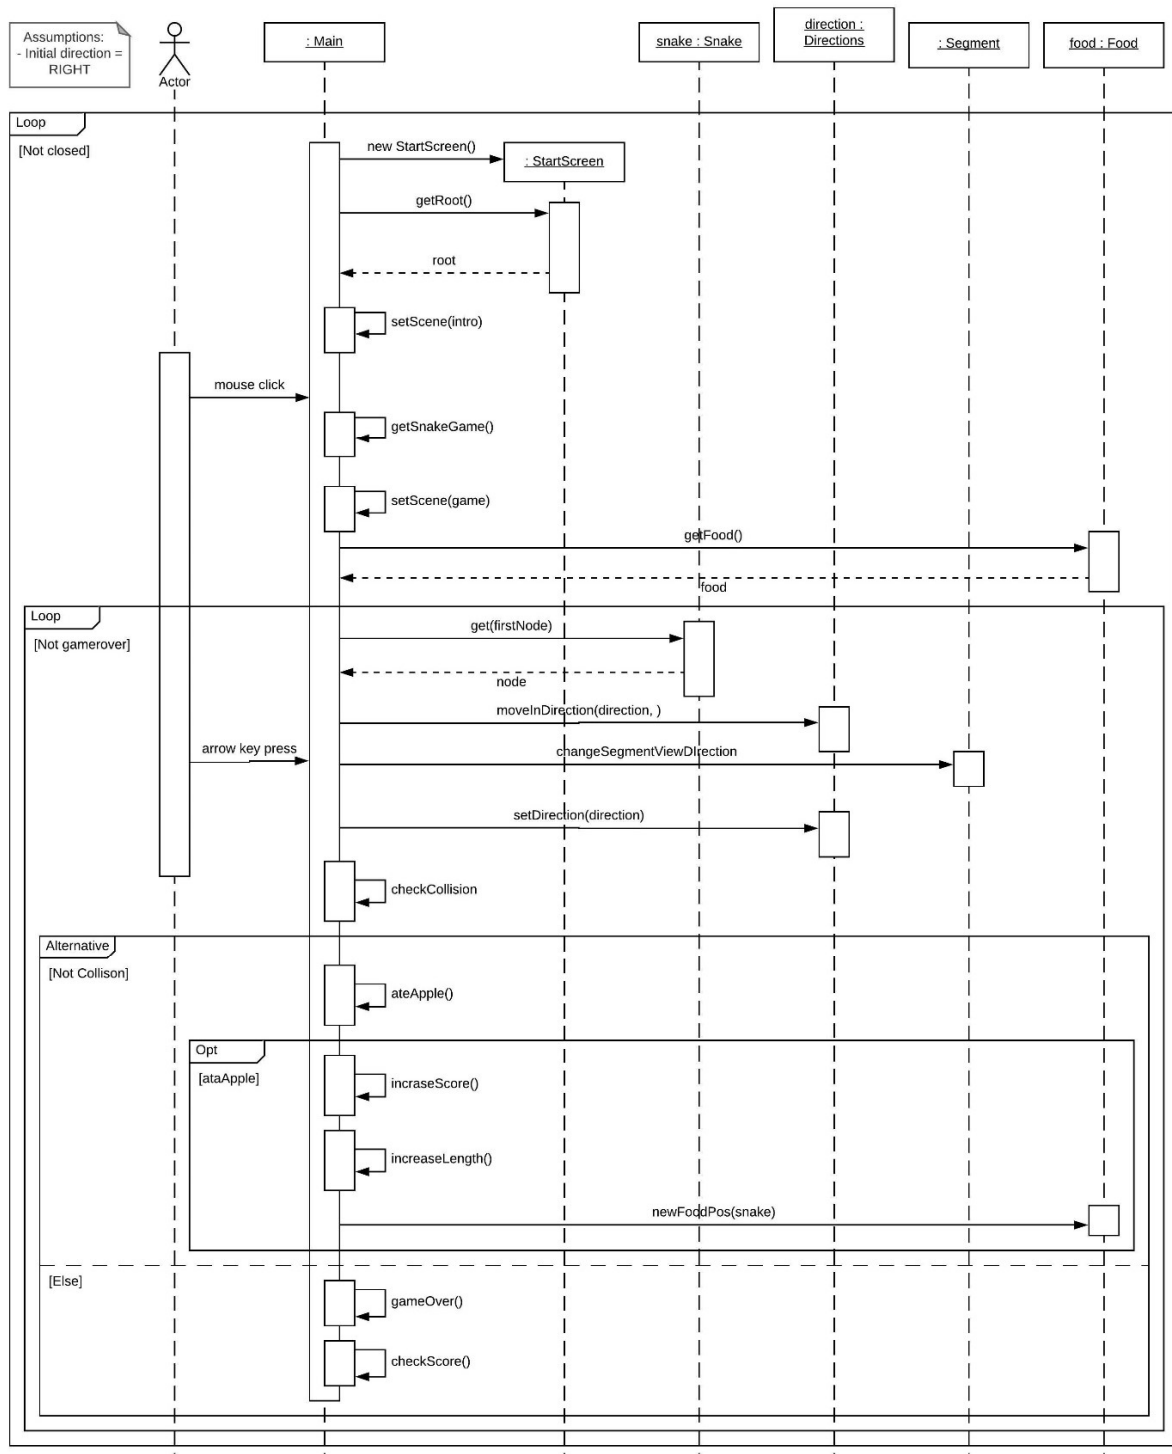 Assumptions:
- Initial direction =
RIGHT
Actor
: Main
snake : Snake
direction :
Directions
: Segment
food : Food
Loop
[Not closed]
new StartScreen()
: StartScreen
getRoot()
root
setScene(intro)
mouse click
getSnakeGame()
setScene(game)
getFood()
food
Loop
[Not gamerover]
get(firstNode)
node
moveInDirection(direction, )
arrow key press
changeSegmentViewDIrection
setDirection(direction)
checkCollision
Alternative
[Not Collison]
ateApple()
Opt
[ataApple]
incraseScore()
increaseLength()
newFoodPos(snake)
[Else]
gameOver()
checkScore()